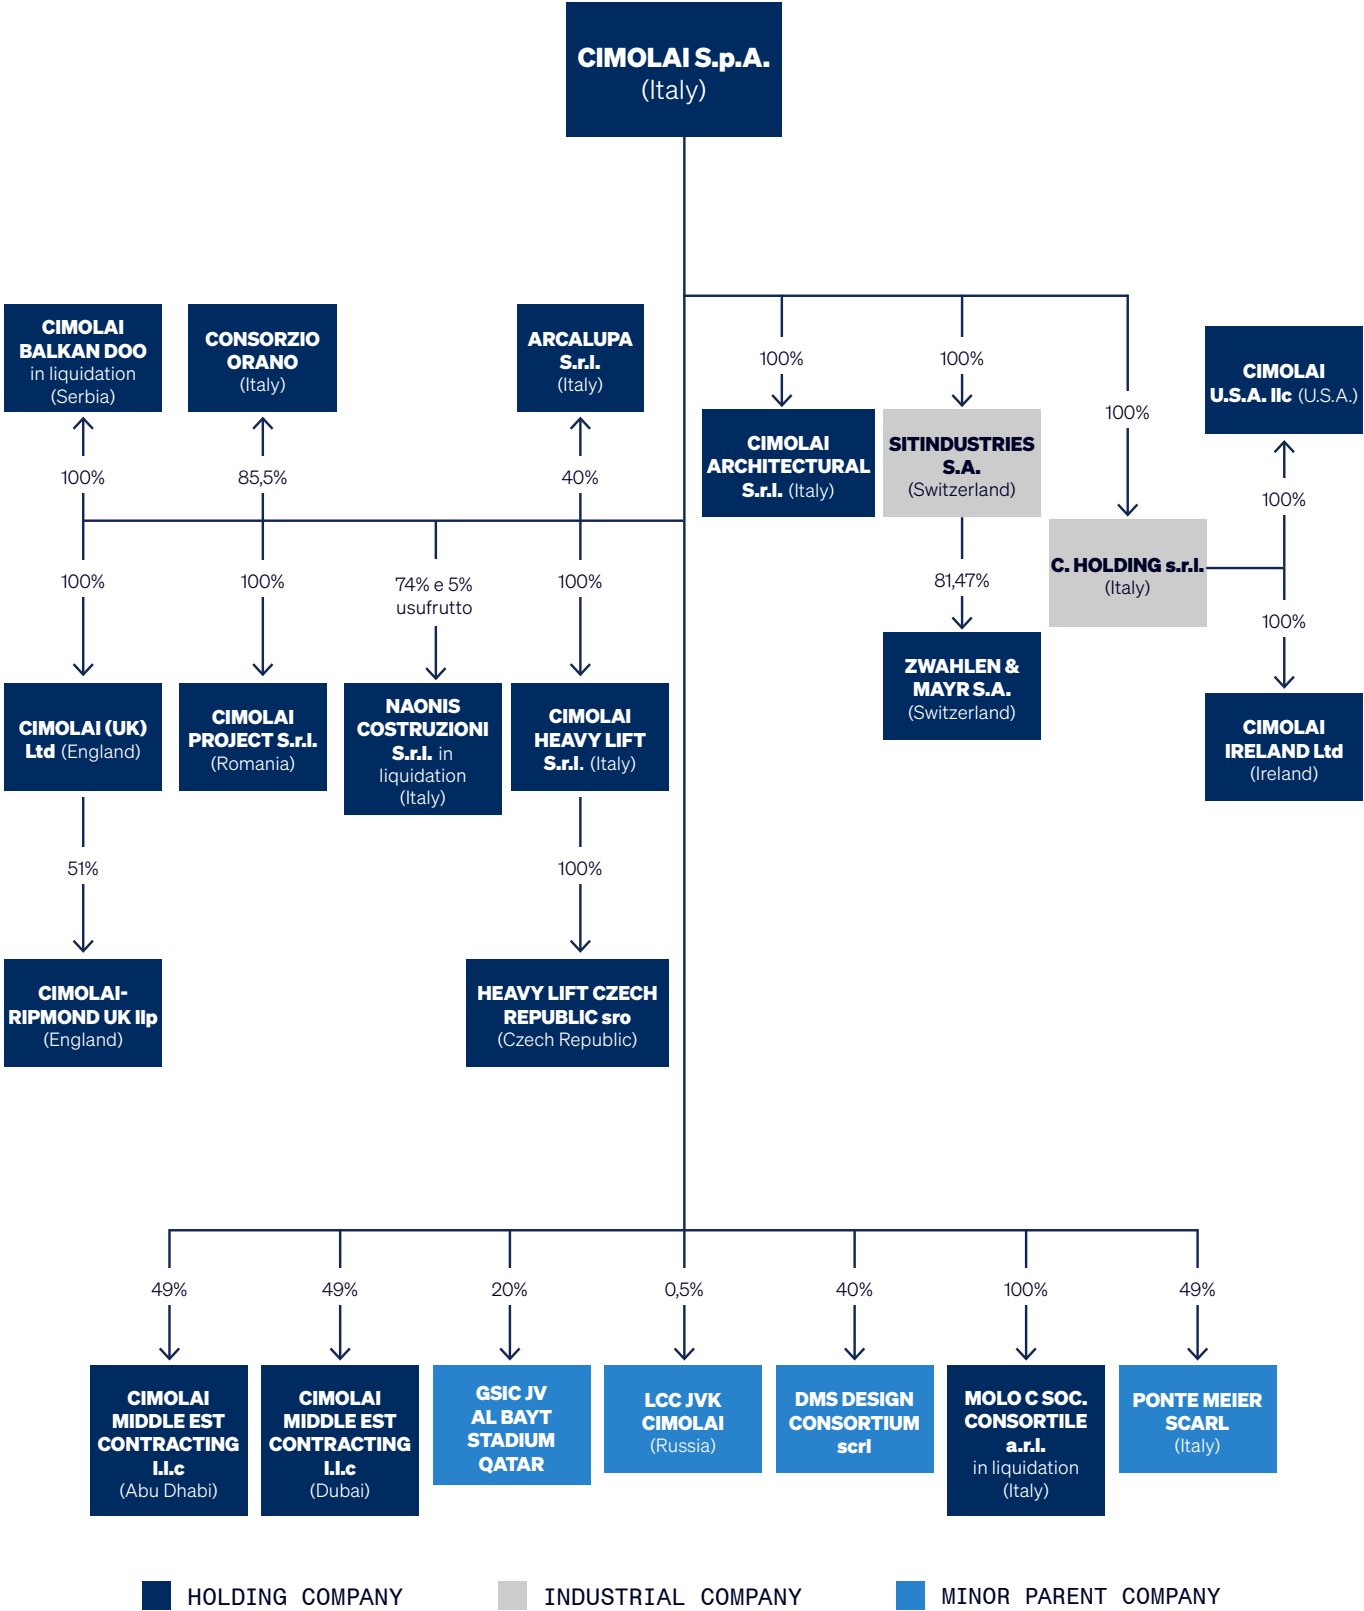 CIMOLAI S.p.A.
(Italy)
CIMOLAI
BALKAN DOO
in liquidation
(Serbia)
CONSORZIO
ORANO
(Italy)
ARCALUPA
S.r.l.
(Italy)
100%
85,5%
40%
100%
100%
100%
CIMOLAI
ARCHITECTURAL
S.r.l. (Italy)
SITINDUSTRIES
S.A.
(Switzerland)
C. HOLDING s.r.l.
(Italy)
CIMOLAI
U.S.A. llc (U.S.A.)
100%
100%
81,47%
100%
100%
74% e 5%
usufrutto
100%
CIMOLAI (UK)
Ltd (England)
CIMOLAI
PROJECT S.r.l.
(Romania)
NAONIS
COSTRUZIONI
S.r.l. in
liquidation
(Italy)
CIMOLAI
HEAVY LIFT
S.r.l. (Italy)
ZWAHLEN &
MAYR S.A.
(Switzerland)
CIMOLAI
IRELAND Ltd
(Ireland)
51%
100%
CIMOLAI-
RIPMOND UK llp
(England)
HEAVY LIFT CZECH
REPUBLIC sro
(Czech Republic)
49%
49%
20%
0,5%
40%
100%
49%
CIMOLAI
MIDDLE EST
CONTRACTING
l.l.c
(Abu Dhabi)
CIMOLAI
MIDDLE EST
CONTRACTING
l.l.c
(Dubai)
GSIC JV
AL BAYT
STADIUM
QATAR
LCC JVK
CIMOLAI
(Russia)
DMS DESIGN
CONSORTIUM
scrl
MOLO C SOC.
CONSORTILE
a.r.l.
in liquidation
(Italy)
PONTE MEIER
SCARL
(Italy)
HOLDING COMPANY
INDUSTRIAL COMPANY
MINOR PARENT COMPANY